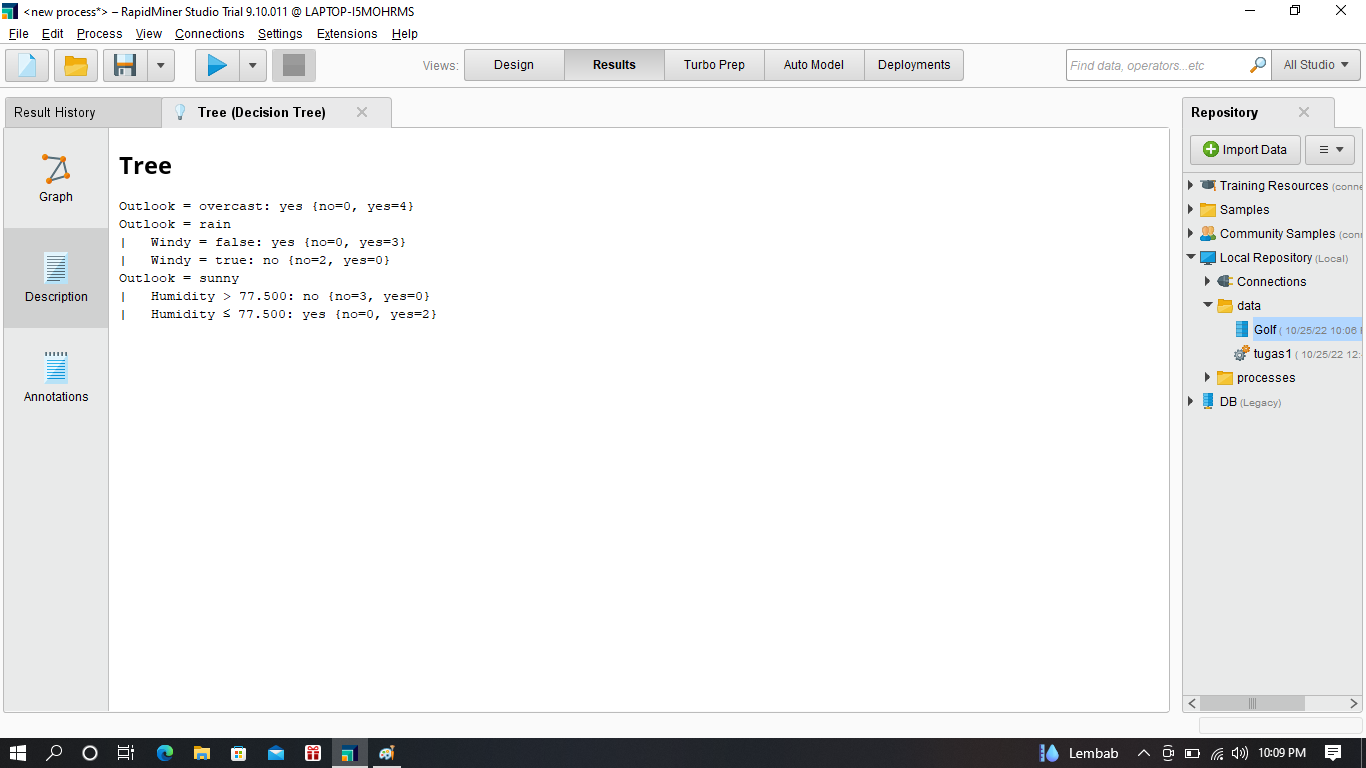 <new process*> – RapidMiner Studio Trial 9.10.011 @ LAPTOP-I5MOHRMS
File Edit Process View Connections Settings Extensions Help
Views: Design Results Turbo Prep Auto Model Deployments Find data, operators...etc All Studio
Result History
Tree (Decision Tree)
Graph
Description
Annotations
Tree
Outlook = overcast: yes {no=0, yes=4}
Outlook = rain
|   Windy = false: yes {no=0, yes=3}
|   Windy = true: no {no=2, yes=0}
Outlook = sunny
|   Humidity > 77.500: no {no=3, yes=0}
|   Humidity ≤ 77.500: yes {no=0, yes=2}
Repository
Import Data
Training Resources (conne
Samples
Community Samples (con
Local Repository (Local)
Connections
data
Golf ( 10/25/22 10:06
tugas1 ( 10/25/22 12:
processes
DB (Legacy)
Lembab 10:09 PM